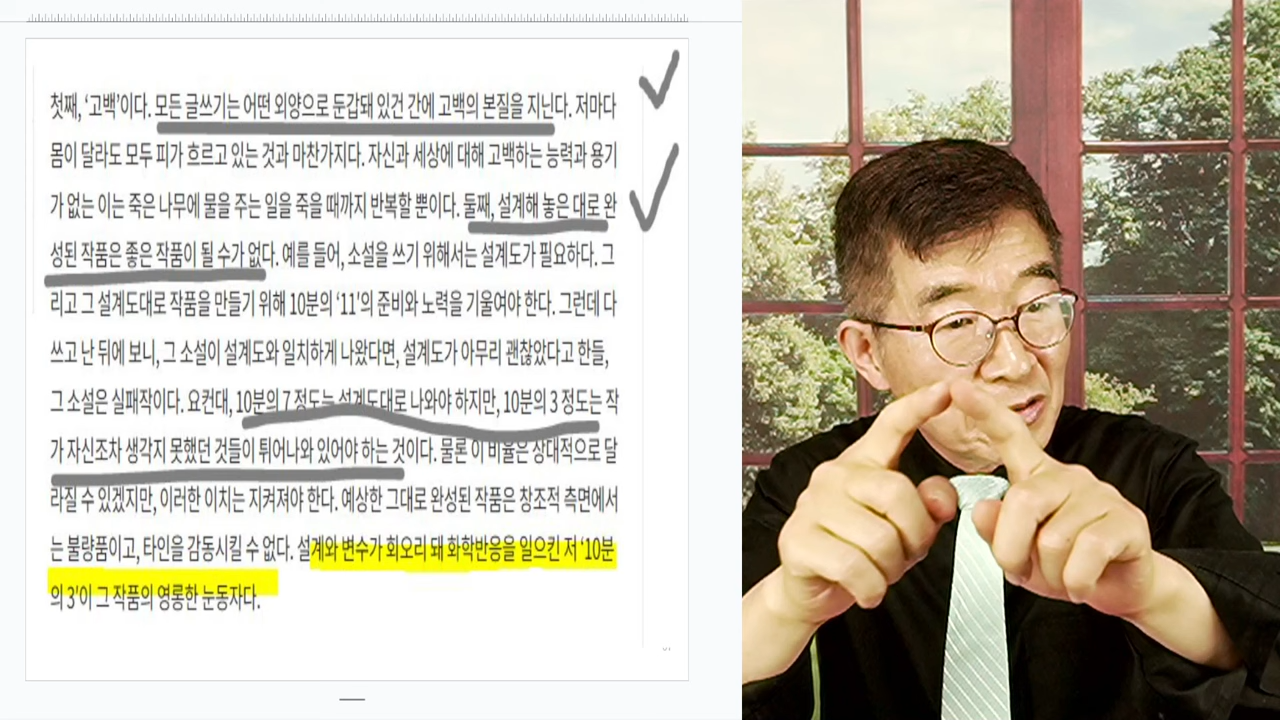 첫째, ‘고백’이다. 모든 글쓰기는 어떤 외양으로 둔갑돼 있건 간에 고백의 본질을 지닌다. 저마다
몸이 달라도 모두 피가 흐르고 있는 것과 마찬가지다. 자신과 세상에 대해 고백하는 능력과 용기
가 없는 이는 죽은 나무에 물을 주는 일을 죽을 때까지 반복할 뿐이다. 둘째, 설계해 놓은 대로 완
성된 작품은 좋은 작품이 될 수가 없다. 예를 들어, 소설을 쓰기 위해서는 설계도가 필요하다. 그
리고 그 설계도대로 작품을 만들기 위해 10분의 ‘11’의 준비와 노력을 기울여야 한다. 그런데 다
쓰고 난 뒤에 보니, 그 소설이 설계도와 일치하게 나왔다면, 설계도가 아무리 괜찮았다고 한들,
그 소설은 실패작이다. 요컨대, 10분의 7 정도는 설계도대로 나와야 하지만, 10분의 3 정도는 작
가 자신조차 생각지 못했던 것들이 튀어나와 있어야 하는 것이다. 물론 이 비율은 상대적으로 달
라질 수 있겠지만, 이러한 이치는 지켜져야 한다. 예상한 그대로 완성된 작품은 창조적 측면에서
는 불량품이고, 타인을 감동시킬 수 없다. 설계와 변수가 회오리 돼 화학반응을 일으킨 저 ‘10분
의 3’이 그 작품의 영롱한 눈동자다.